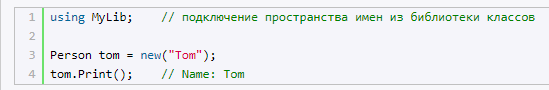 1 using MyLib;    // подключение пространства имен из библиотеки классов
2
3 Person tom = new("Tom");
4 tom.Print();    // Name: Tom